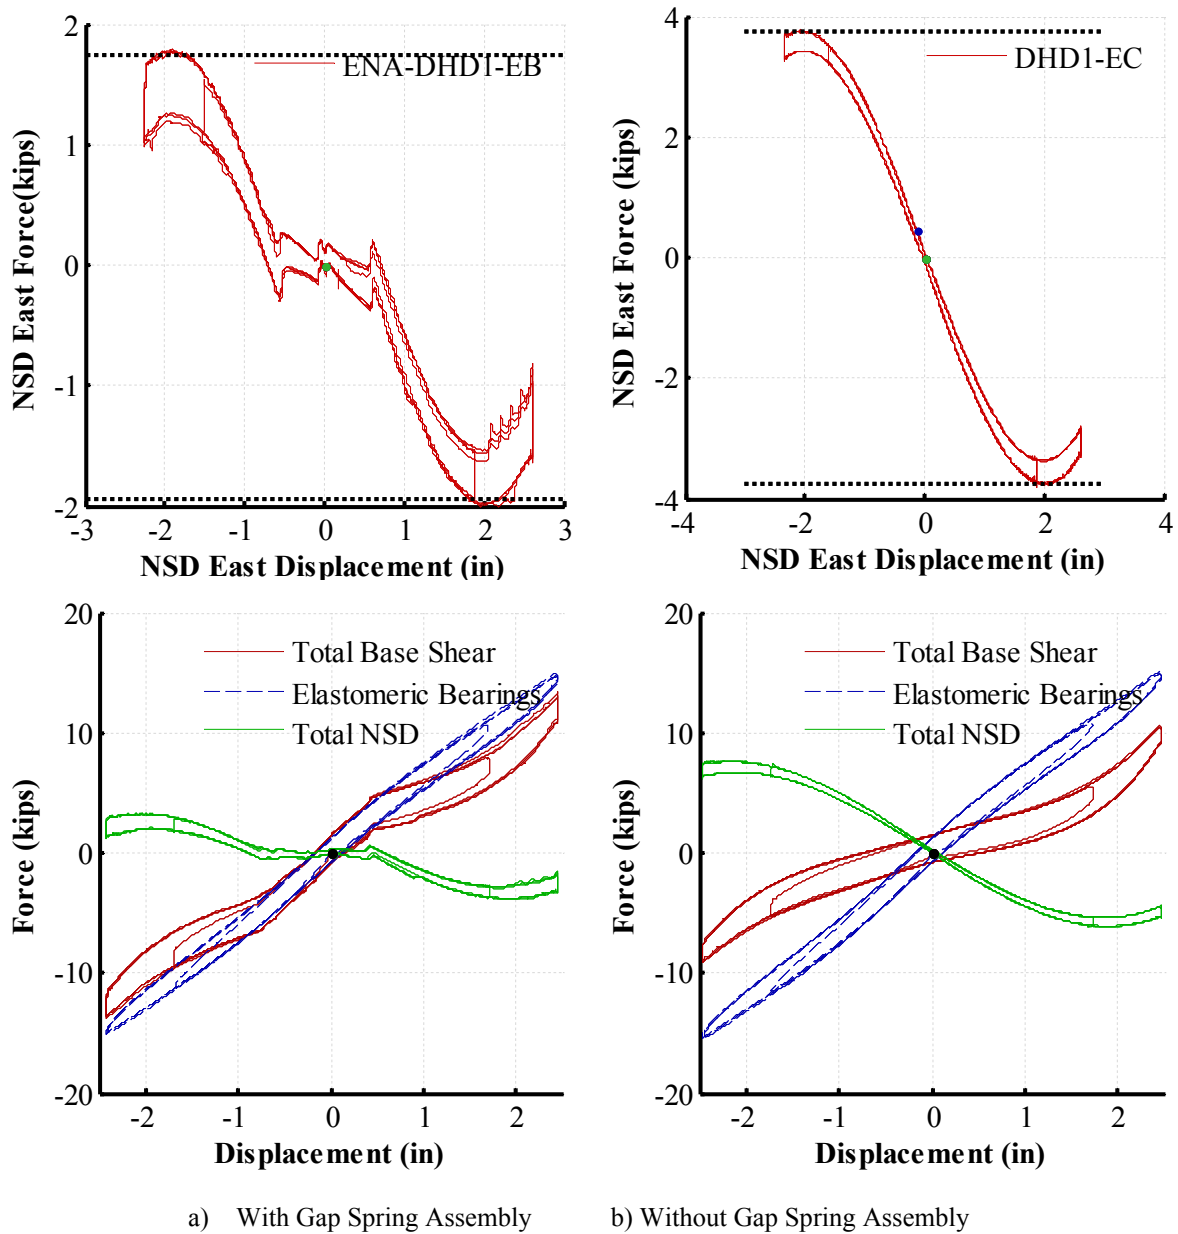 2
1
0
-1
-2
-3
-2
-1
0
1
2
3
NSD East Force(kips)
NSD East Displacement (in)
ENA-DHD1-EB
4
2
0
-2
-4
-4
-2
0
2
4
NSD East Force (kips)
NSD East Displacement (in)
DHD1-EC
20
10
0
-10
-20
-2
-1
0
1
2
Force (kips)
Displacement (in)
Total Base Shear
Elastomeric Bearings
Total NSD
20
10
0
-10
-20
-2
-1
0
1
2
Force (kips)
Displacement (in)
Total Base Shear
Elastomeric Bearings
Total NSD
a) With Gap Spring Assembly
b) Without Gap Spring Assembly